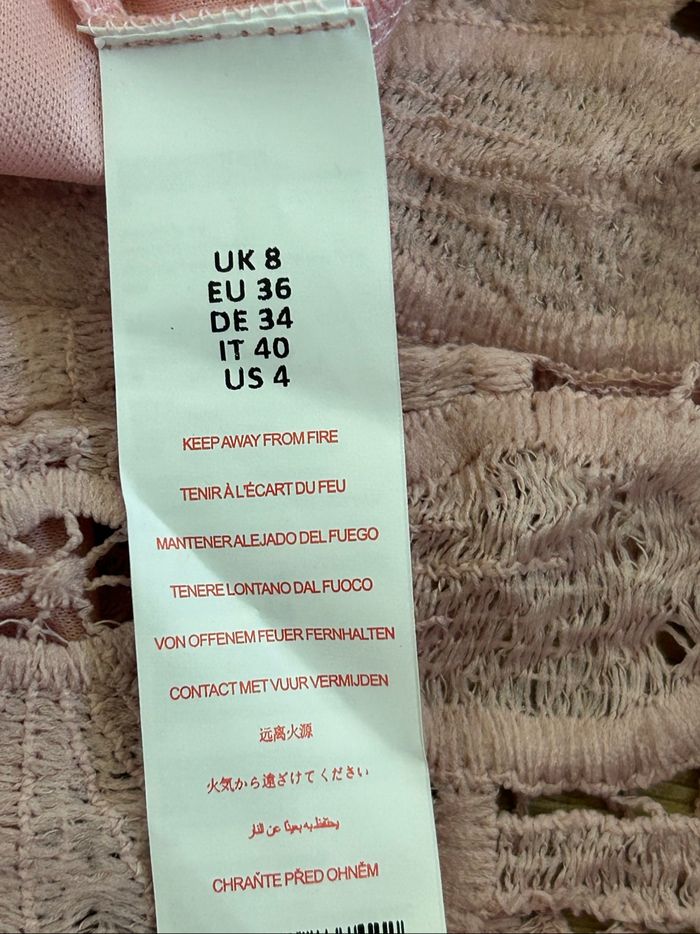 UK 8
EU 36
DE 34
IT 40
US 4
KEEP AWAY FROM FIRE
TENIR À L'ÉCART DU FEU
MANTENER ALEJADO DEL FUEGO
TENERE LONTANO DAL FUOCO
VON OFFENEM FEUER FERNHALTEN
CONTACT MET VUUR VERMIJDEN
远离火源
火気から遠ざけてください
يحتفظ به بعيدًا عن النار
CHRAŇTE PŘED OHNĚM